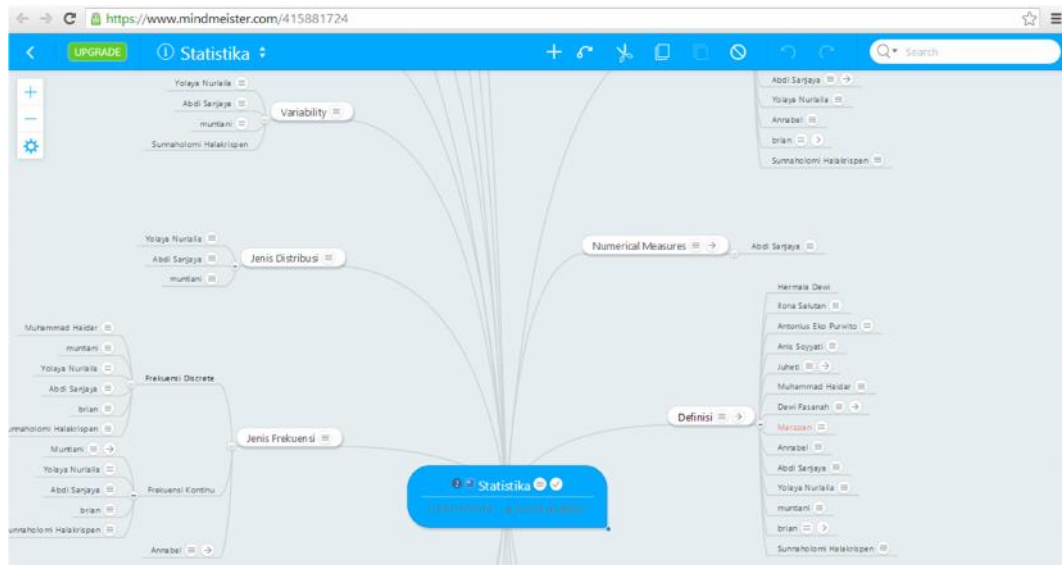 https://www.mindmeister.com/415881724
UPGRADE
Statistika
Search
Yolaya Nurlaila
Abdi Sanjaya
muntiani
Sunnaholomi Halakrispen
Variability
Abdi Sanjaya
Yolaya Nurlaila
Annabel
brian
Sunnaholomi Halakrispen
Yolaya Nurlaila
Abdi Sanjaya
muntiani
Jenis Distribusi
Numerical Measures
Abdi Sanjaya
Muhammad Haidar
muntiani
Yolaya Nurlaila
Abdi Sanjaya
brian
Halakrispen
Frekuensi Discrete
Muntiani
Yolaya Nurlaila
Abdi Sanjaya
brian
Halakrispen
Frekuensi Kontinu
Annabel
Jenis Frekuensi
Statistika
Definisi
Hermala Dewi
Antonius Eko Purwito
Anis Soyyati
Juheti
Muhammad Haidar
Dewi Fasanah
Marzzaen
Annabel
Abdi Sanjaya
Yolaya Nurlaila
muntiani
brian
Sunnaholomi Halakrispen